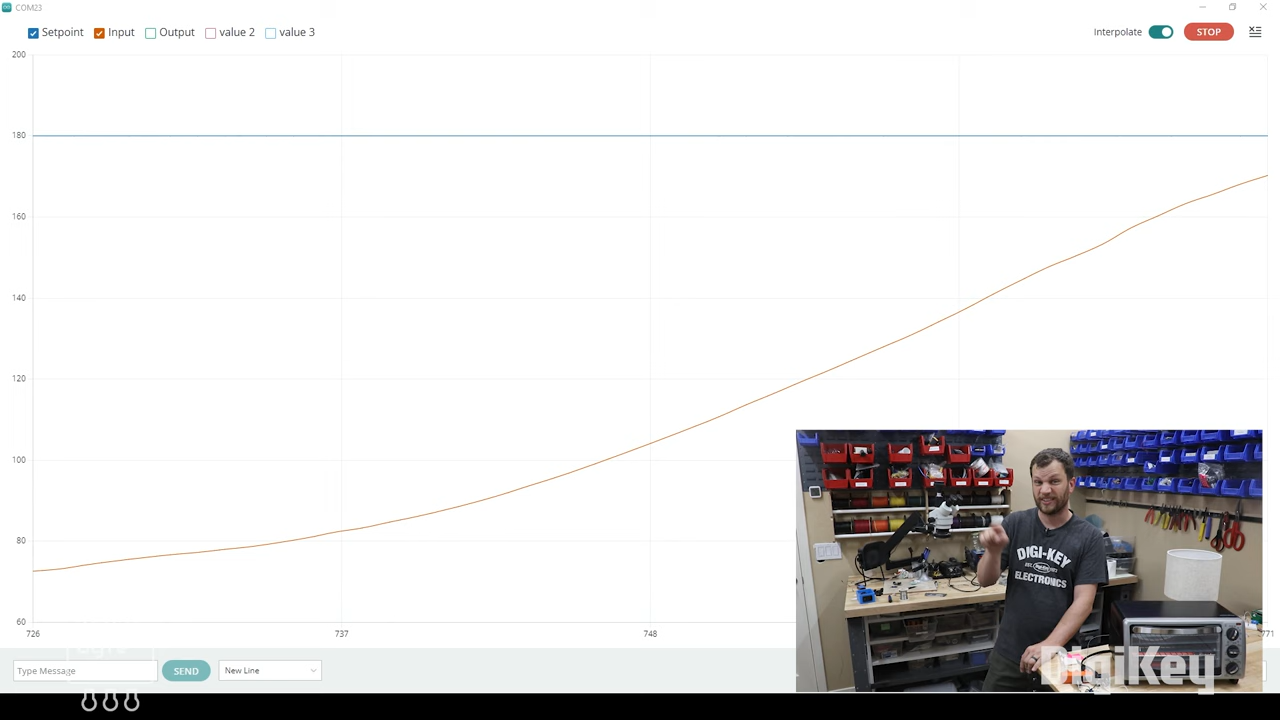 COM23
Setpoint Input Output value 2 value 3
Interpolate STOP
200
180
160
140
120
100
80
60
726 737 748 771
Type Message SEND New Line
DIGI-KEY
ELECTRONICS
DigiKey